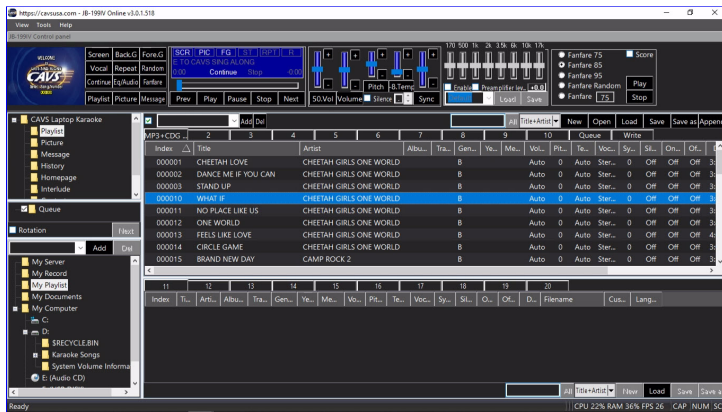 https://cavsusa.com - JB-199IV Online v3.0.1.518
View Tools Help
JB-199IV Control panel
WELCOME
CAVS
Screen Back.G Fore.G
Vocal Repeat Random
Continue Eq/Audio Fanfare
Playlist Picture Message
SCR PIC FG ST RPT R
E TO CAVS SING ALONG
0:00 Continue Stop -0:00
Prev Play Pause Stop Next
50.Vol Volume Silence Pitch -8.Temp Sync
170 500 1k 2k 3.5k 6k 10k 17k
Enable Preamplifier lev.. +0.0
Load Save
Fanfare 75
Fanfare 85
Fanfare 95
Fanfare Random
Fanfare 75
Score
Play
Stop
CAVS Laptop Karaoke
Playlist
Picture
Message
History
Homepage
Interlude
Queue
Rotation Next
Add Del
My Server
My Record
My Playlist
My Documents
My Computer
C:
D:
$RECYCLE.BIN
Karaoke Songs
System Volume Informa
E: (Audio CD)
Add Del All Title+Artist New Open Load Save Save as Append
MP3+CDG ... 2 3 4 5 6 7 8 9 10 Queue Write
Index Title Artist Albu... Tra... Gen... Ye... Me... Vol... Pit... Te... Voc... Sy... Sil... On... Of...
000001 CHEETAH LOVE CHEETAH GIRLS ONE WORLD B Auto 0 Auto Ster... 0 Off Off Off
000002 DANCE ME IF YOU CAN CHEETAH GIRLS ONE WORLD B Auto 0 Auto Ster... 0 Off Off Off
000003 STAND UP CHEETAH GIRLS ONE WORLD B Auto 0 Auto Ster... 0 Off Off Off
000010 WHAT IF CHEETAH GIRLS ONE WORLD B Auto 0 Auto Ster... 0 Off Off Off
000011 NO PLACE LIKE US CHEETAH GIRLS ONE WORLD B Auto 0 Auto Ster... 0 Off Off Off
000012 ONE WORLD CHEETAH GIRLS ONE WORLD B Auto 0 Auto Ster... 0 Off Off Off
000013 FEELS LIKE LOVE CHEETAH GIRLS ONE WORLD B Auto 0 Auto Ster... 0 Off Off Off
000014 CIRCLE GAME CHEETAH GIRLS ONE WORLD B Auto 0 Auto Ster... 0 Off Off Off
000015 BRAND NEW DAY CAMP ROCK 2 B Auto 0 Auto Ster... 0 Off Off Off
11 12 13 14 15 16 17 18 19 20
Index Ti... Arti... Albu... Tra... Gen... Ye... Me... Vo... Pit... Te... Voc... Sy... Sil... O... Of... D... Filename Cus... Lang...
All Title+Artist New Load Save Save a
Ready CPU 22% RAM 36% FPS 26 CAP NUM SC